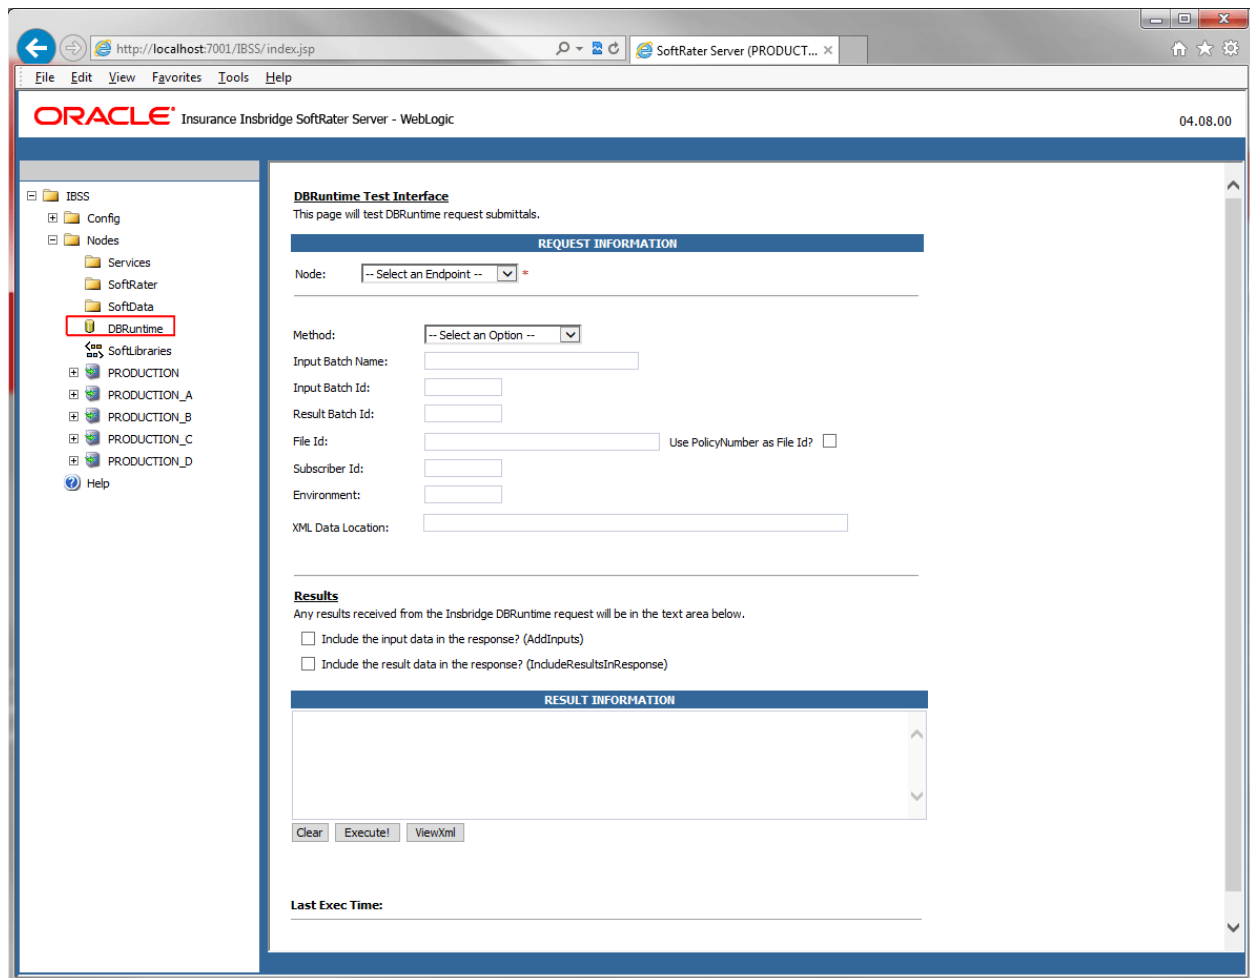 http://localhost:7001/IBSS/index.jsp
SoftRater Server (PRODUCT...
File Edit View Favorites Tools Help
ORACLE Insurance Insbridge SoftRater Server - WebLogic
04.08.00
IBSS
Config
Nodes
Services
SoftRater
SoftData
DBRuntime
SoftLibraries
PRODUCTION
PRODUCTION_A
PRODUCTION_B
PRODUCTION_C
PRODUCTION_D
Help
DBRuntime Test Interface
This page will test DBRuntime request submittals.
REQUEST INFORMATION
Node: -- Select an Endpoint -- *
Method: -- Select an Option --
Input Batch Name:
Input Batch Id:
Result Batch Id:
File Id: Use PolicyNumber as File Id?
Subscriber Id:
Environment:
XML Data Location:
Results
Any results received from the Insbridge DBRuntime request will be in the text area below.
Include the input data in the response? (AddInputs)
Include the result data in the response? (IncludeResultsInResponse)
RESULT INFORMATION
Clear Execute! ViewXml
Last Exec Time: